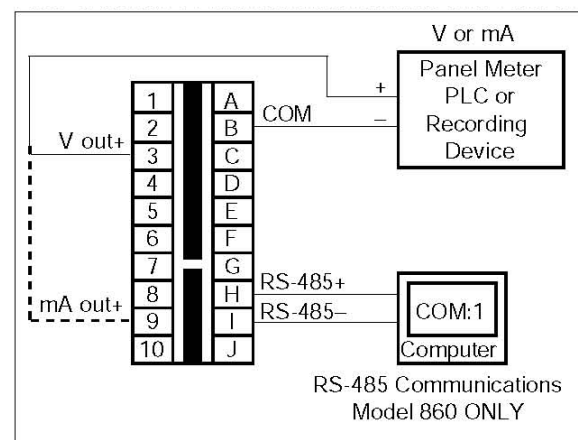 V or mA
Panel Meter
PLC or
Recording
Device
+
–
COM
V out+
mA out+
1 A
2 B
3 C
4 D
5 E
6 F
7 G
8 H
9 I
10 J
RS-485+
RS-485–
COM:1
Computer
RS-485 Communications
Model 860 ONLY